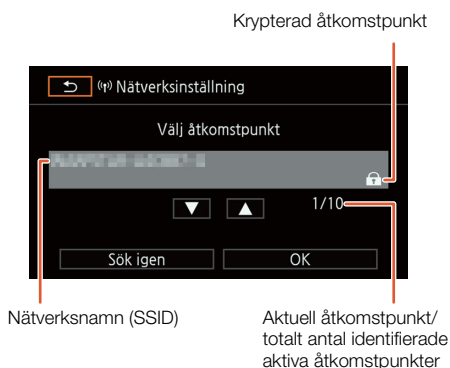 Krypterad åtkomstpunkt
Nätverksinställning
Välj åtkomstpunkt
1/10
Sök igen
OK
Nätverksnamn (SSID)
Aktuell åtkomstpunkt/
totalt antal identifierade
aktiva åtkomstpunkter